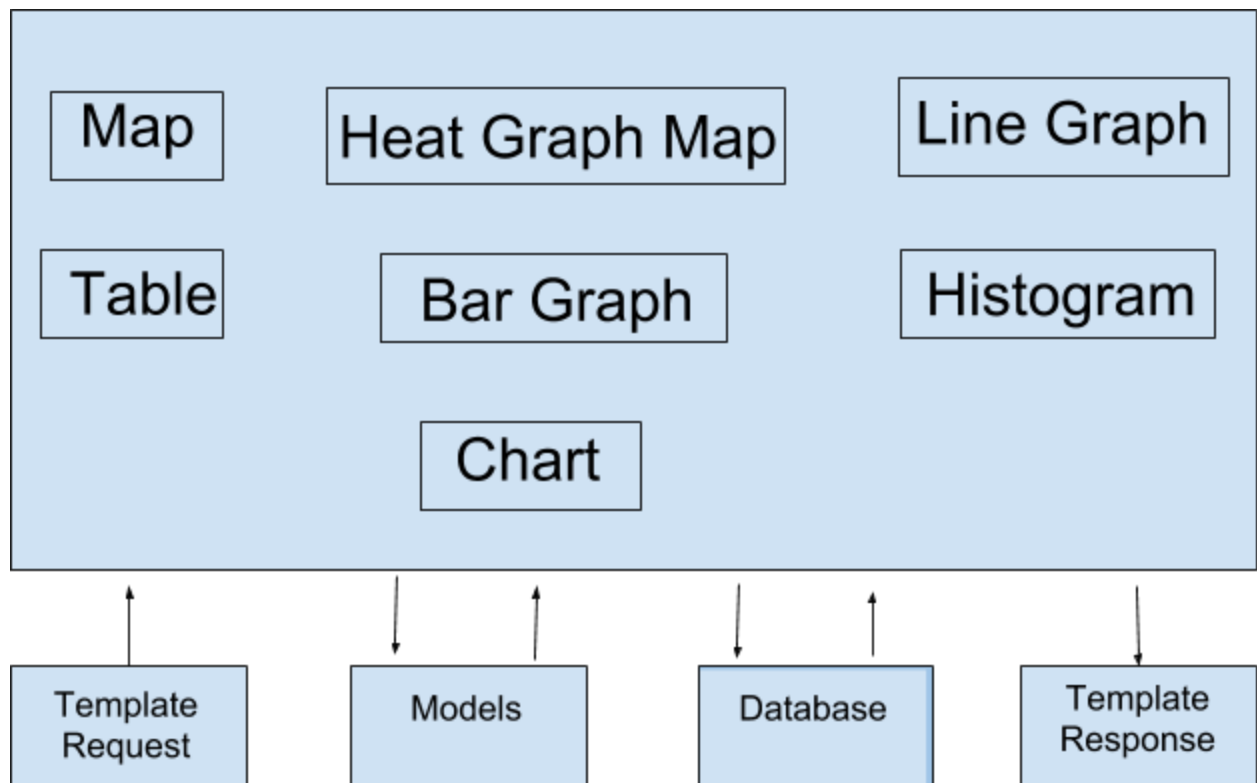 Map
Heat Graph Map
Line Graph
Table
Bar Graph
Histogram
Chart
Template
Request
Models
Database
Template
Response